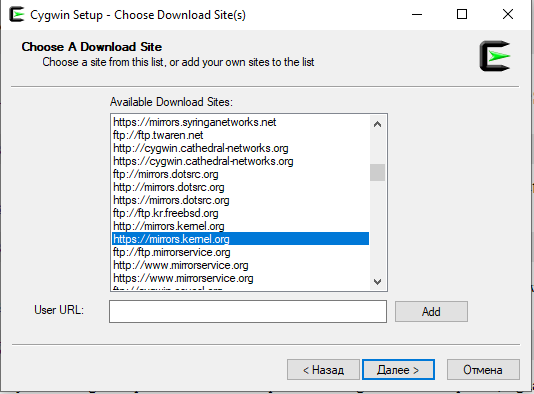 Cygwin Setup - Choose Download Site(s)
Choose A Download Site
Choose a site from this list, or add your own sites to the list
Available Download Sites:
https://mirrors.syringanetworks.net
ftp://ftp.twaren.net
http://cygwin.cathedral-networks.org
https://cygwin.cathedral-networks.org
ftp://mirrors.dotsrc.org
http://mirrors.dotsrc.org
https://mirrors.dotsrc.org
ftp://ftp.kr.freebsd.org
http://mirrors.kernel.org
https://mirrors.kernel.org
ftp://ftp.mirrorservice.org
http://www.mirrorservice.org
https://www.mirrorservice.org
User URL:
Add
< Назад
Далее >
Отмена